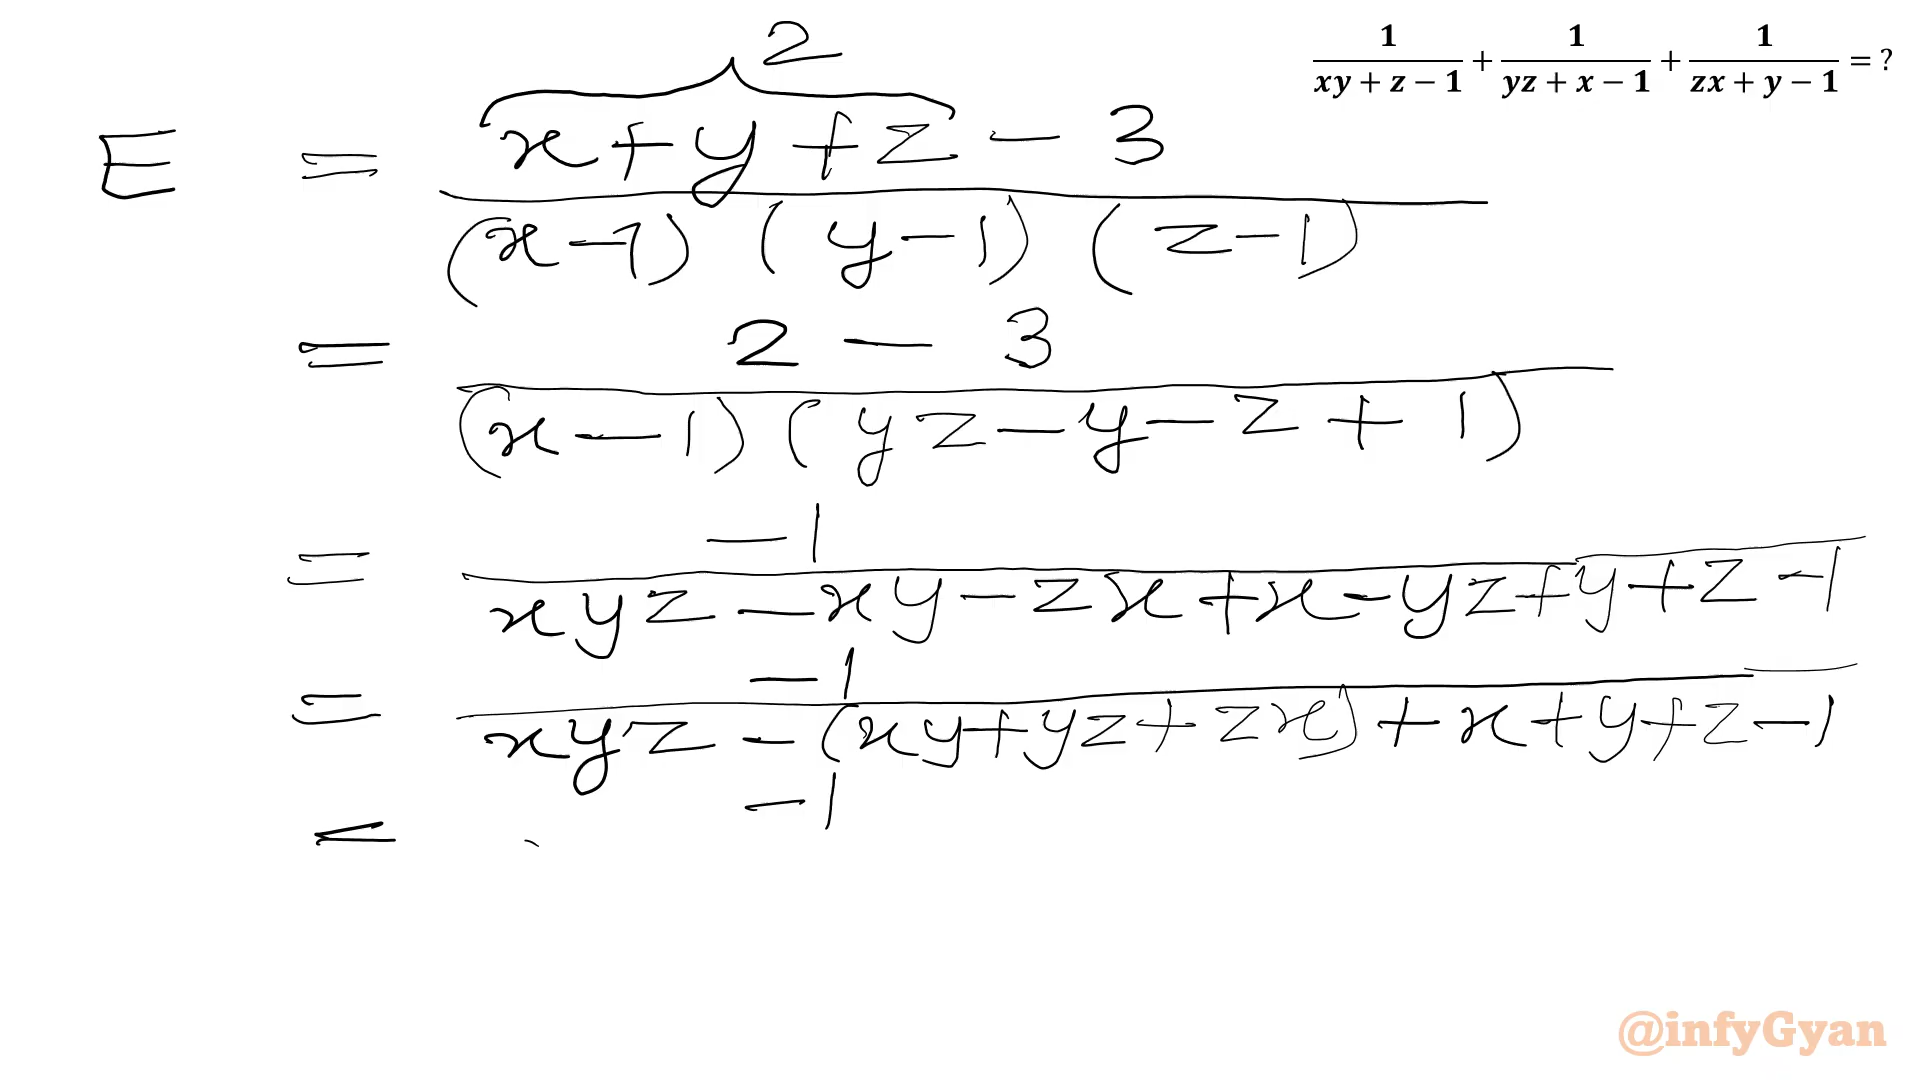 1/(xy + z − 1) + 1/(yz + x − 1) + 1/(zx + y − 1) = ?
2
E = (x + y + z − 3)/((x − 1)(y − 1)(z − 1))
= (2 − 3)/((x − 1)(yz − y − z + 1))
= −1/(xyz − xy − zx + x − yz + y + z − 1)
= −1/(xyz − (xy + yz + zx) + x + y + z − 1)
= −1
@infyGyan